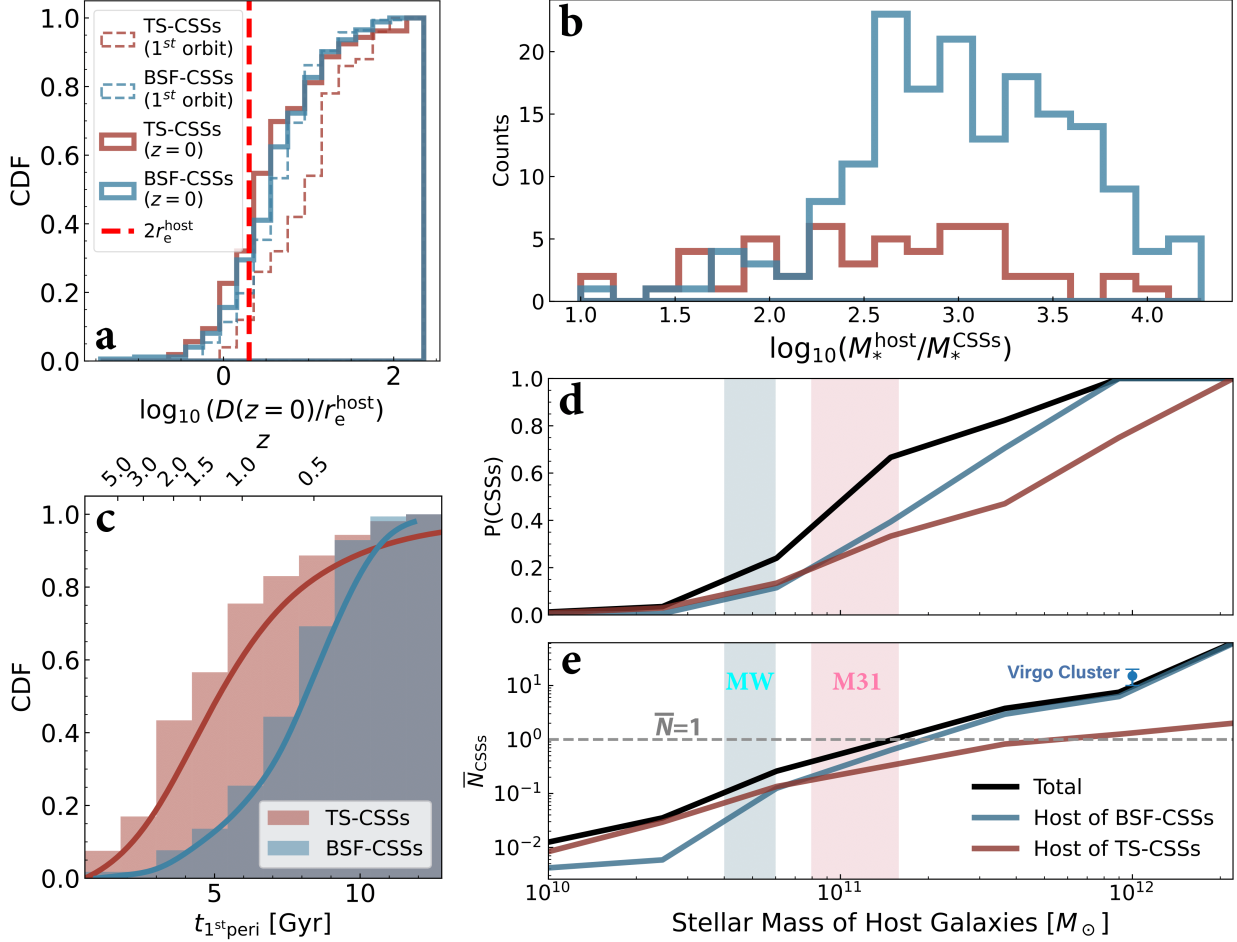 1.0
0.8
0.6
0.4
0.2
0.0
CDF
TS-CSSs
(1st orbit)
BSF-CSSs
(1st orbit)
TS-CSSs
(z = 0)
BSF-CSSs
(z = 0)
2r_e^host
a
0
2
log10 (D(z = 0)/r_e^host)
b
20
15
10
5
0
Counts
1.0
1.5
2.0
2.5
3.0
3.5
4.0
log10(M_*^host/M_*^CSSs)
z
5.0
3.0
2.0
1.5
1.0
0.5
c
1.0
0.8
0.6
0.4
0.2
0.0
CDF
TS-CSSs
BSF-CSSs
5
10
t_1st peri [Gyr]
d
1.0
0.8
0.6
0.4
0.2
0.0
P(CSSs)
e
MW
M31
Virgo Cluster
N̅=1
10^1
10^0
10^−1
10^−2
N̅_CSSs
Total
Host of BSF-CSSs
Host of TS-CSSs
10^10
10^11
10^12
Stellar Mass of Host Galaxies [M_⊙]